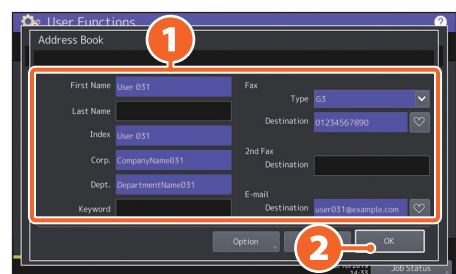 User Functions
?
Address Book
1
First Name User 031
Last Name
Index User 031
Corp. CompanyName031
Dept. DepartmentName031
Keyword
Fax
Type G3
Destination 01234567890
2nd Fax
Destination
E-mail
Destination user031@example.com
Option
2
OK
14:33
Job Status